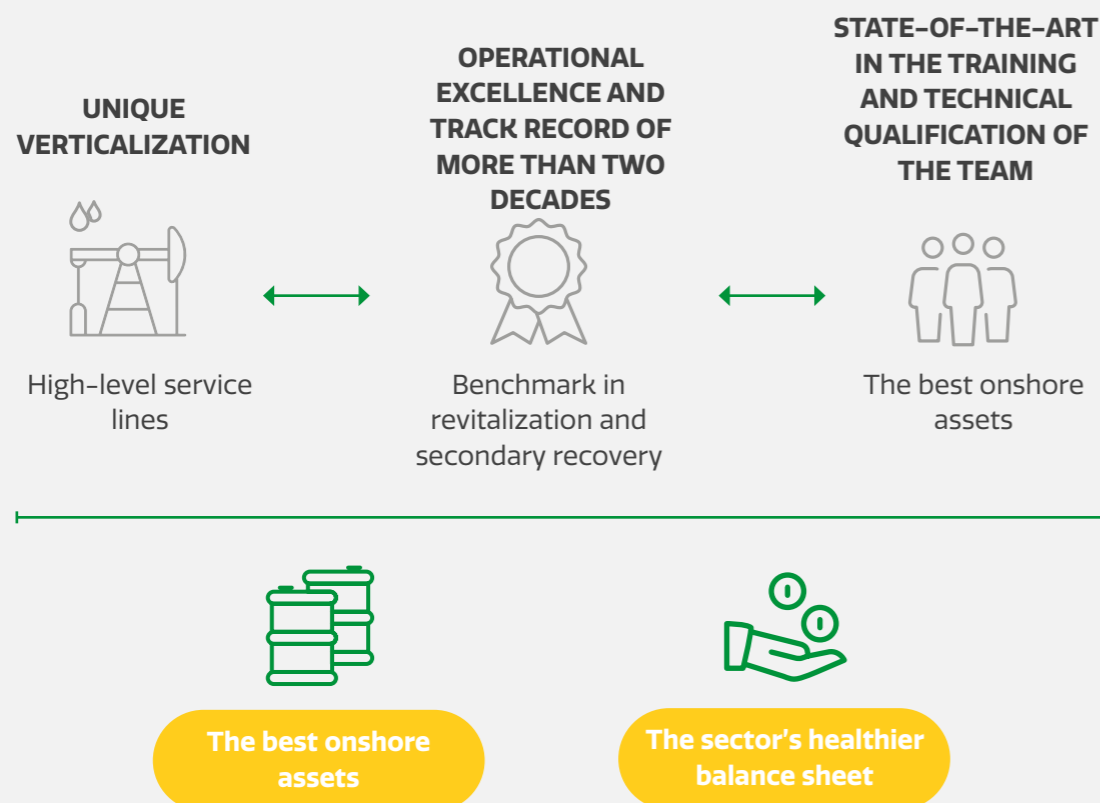 UNIQUE
VERTICALIZATION
High-level service
lines
OPERATIONAL
EXCELLENCE AND
TRACK RECORD OF
MORE THAN TWO
DECADES
Benchmark in
revitalization and
secondary recovery
STATE-OF-THE-ART
IN THE TRAINING
AND TECHNICAL
QUALIFICATION OF
THE TEAM
The best onshore
assets
The best onshore
assets
The sector's healthier
balance sheet